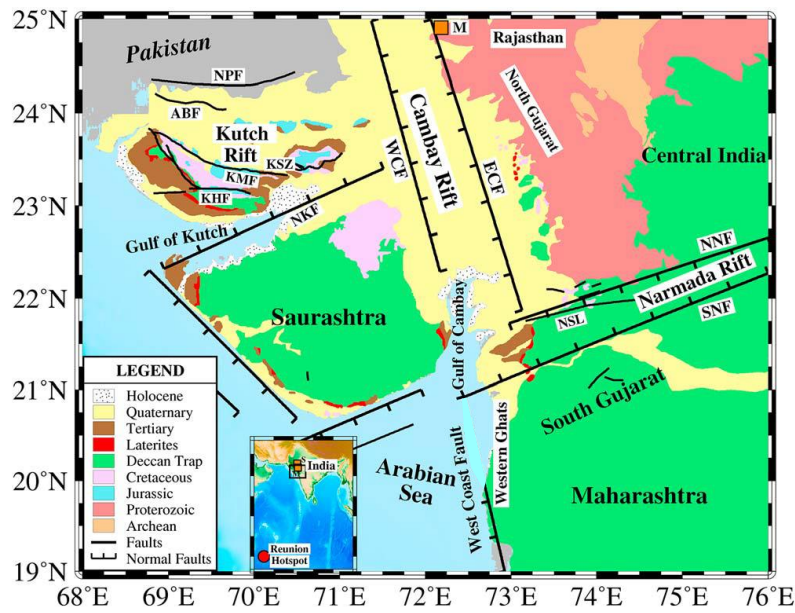 25°N
24°N
23°N
22°N
21°N
20°N
19°N
68°E
69°E
70°E
71°E
72°E
73°E
74°E
75°E
76°E
Pakistan
NPF
ABF
Kutch
Rift
KSZ
KMF
KHF
NKF
Gulf of Kutch
WCF
Cambay Rift
ECF
M
Rajasthan
North Gujarat
Central India
NNF
Narmada Rift
SNF
NSL
Saurashtra
Gulf of Cambay
South Gujarat
Western Ghats
West Coast Fault
Arabian
Sea
Maharashtra
LEGEND
Holocene
Quaternary
Tertiary
Laterites
Deccan Trap
Cretaceous
Jurassic
Proterozoic
Archean
Faults
Normal Faults
India
Reunion
Hotspot